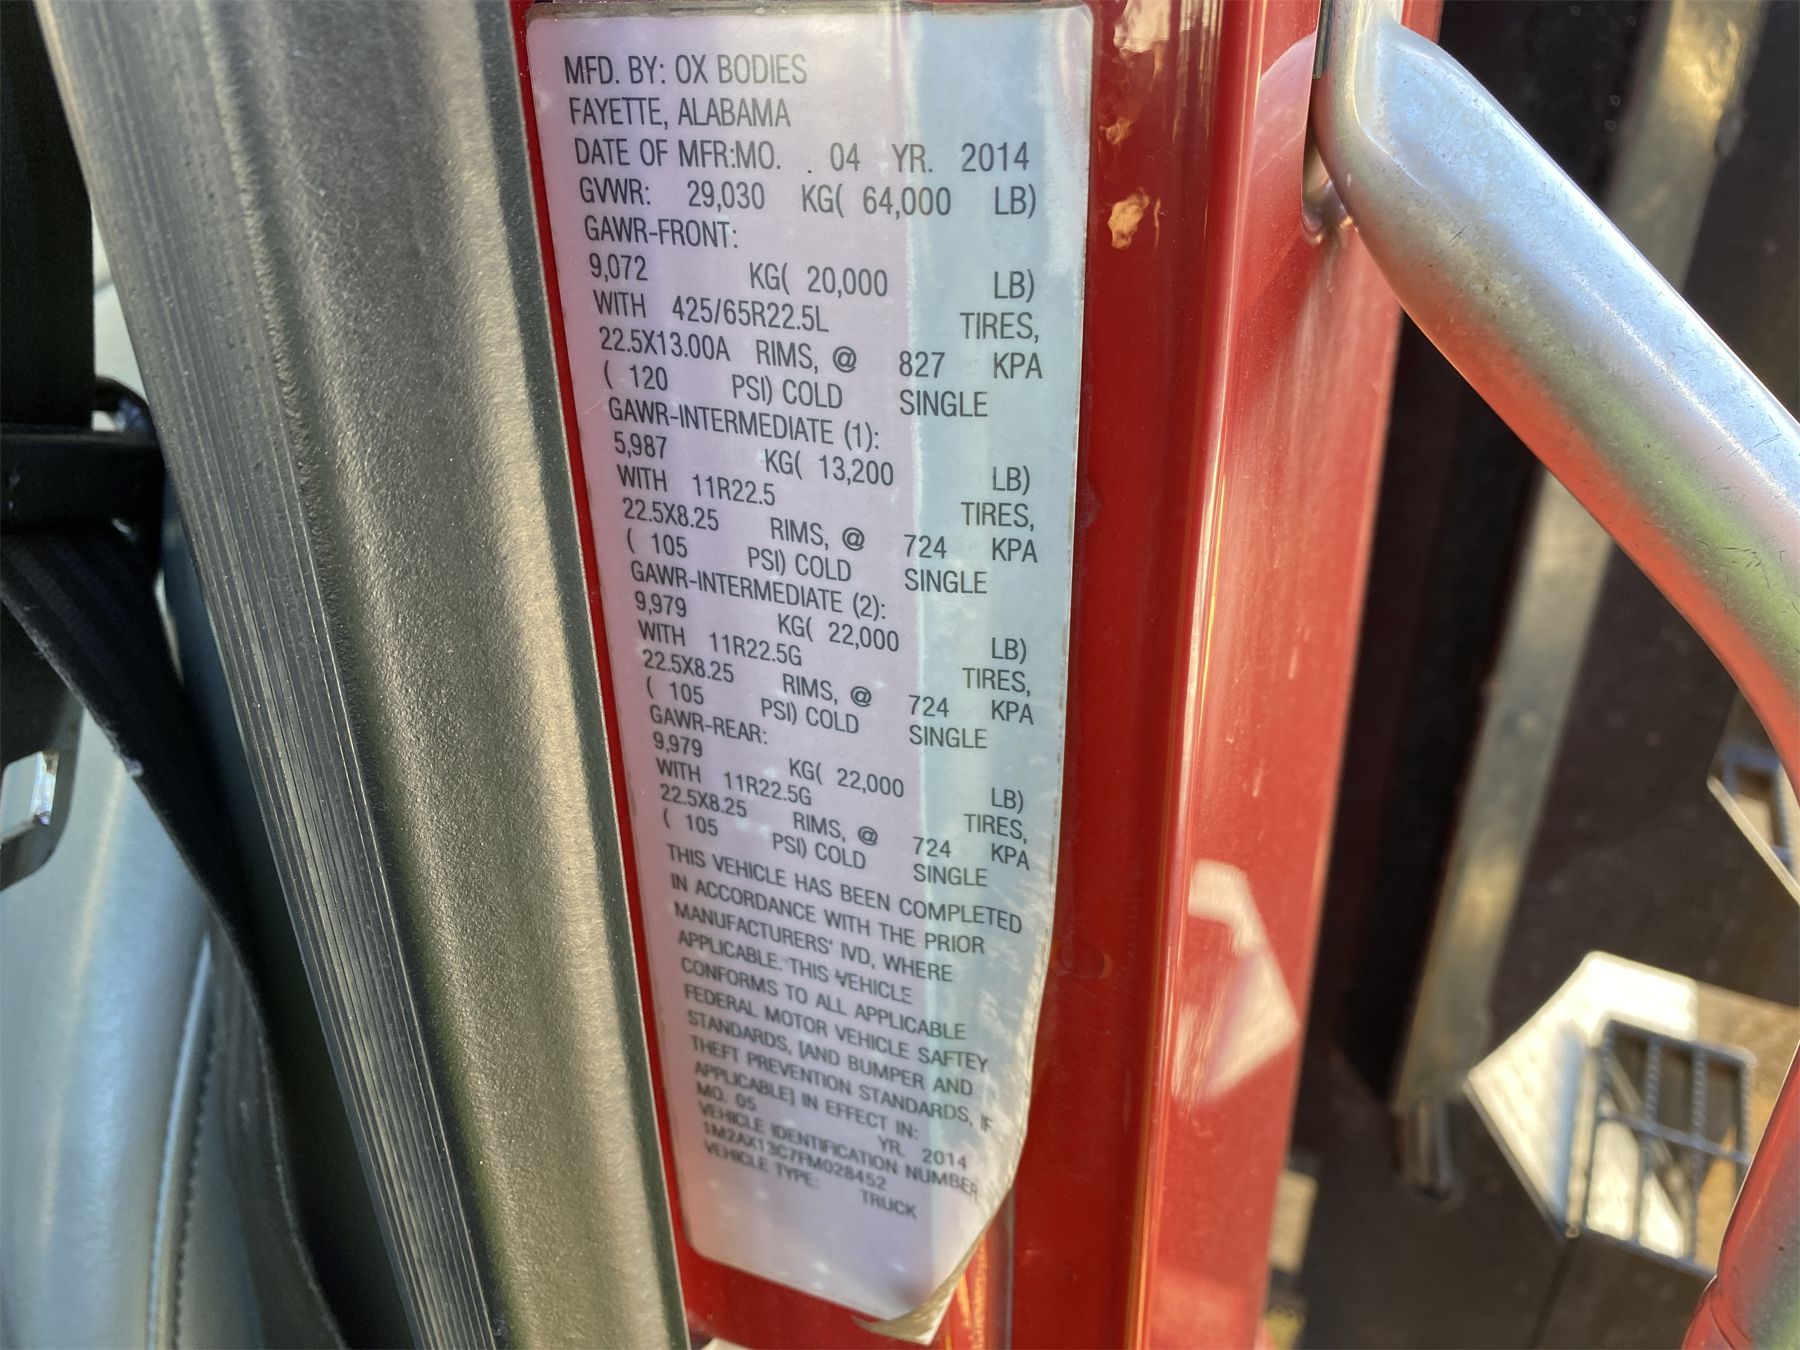 MFD. BY: OX BODIES
FAYETTE, ALABAMA
DATE OF MFR:MO. . 04 YR. 2014
GVWR: 29,030 KG( 64,000 LB)
GAWR-FRONT:
9,072 KG( 20,000 LB)
WITH 425/65R22.5L TIRES,
22.5X13.00A RIMS, @ 827 KPA
( 120 PSI) COLD SINGLE
GAWR-INTERMEDIATE (1):
5,987 KG( 13,200 LB)
WITH 11R22.5 TIRES,
22.5X8.25 RIMS, @ 724 KPA
( 105 PSI) COLD SINGLE
GAWR-INTERMEDIATE (2):
9,979 KG( 22,000 LB)
WITH 11R22.5G TIRES,
22.5X8.25 RIMS, @ 724 KPA
( 105 PSI) COLD SINGLE
GAWR-REAR:
9,979 KG( 22,000 LB)
WITH 11R22.5G TIRES,
22.5X8.25 RIMS, @ 724 KPA
( 105 PSI) COLD SINGLE
THIS VEHICLE HAS BEEN COMPLETED
IN ACCORDANCE WITH THE PRIOR
MANUFACTURERS' IVD, WHERE
APPLICABLE. THIS VEHICLE
CONFORMS TO ALL APPLICABLE
FEDERAL MOTOR VEHICLE SAFTEY
STANDARDS, [AND BUMPER AND
THEFT PREVENTION STANDARDS, IF
APPLICABLE] IN EFFECT IN:
MO. 05 YR. 2014
VEHICLE IDENTIFICATION NUMBER
1M2AX13C7FM028452
VEHICLE TYPE: TRUCK